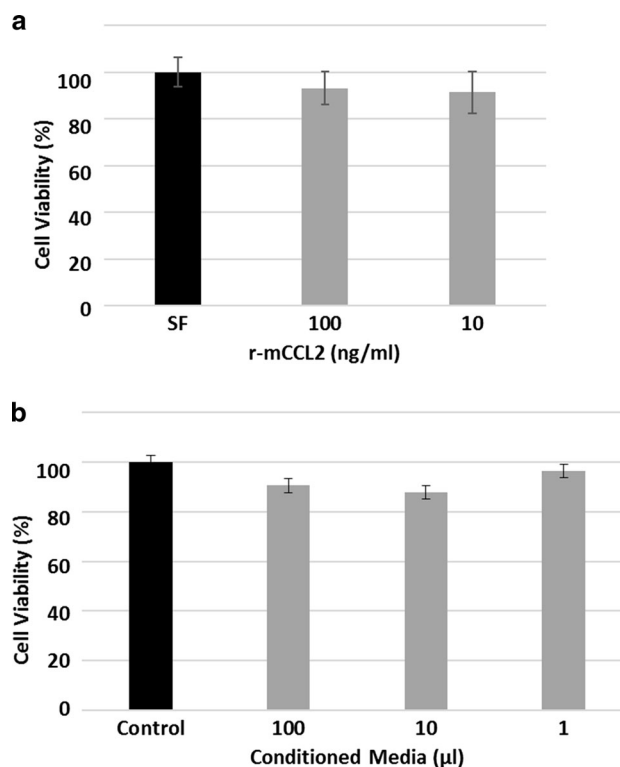 a
Cell Viability (%)
100
80
60
40
20
0
SF 100 10
r-mCCL2 (ng/ml)
b
Cell Viability (%)
100
80
60
40
20
0
Control 100 10 1
Conditioned Media (µl)